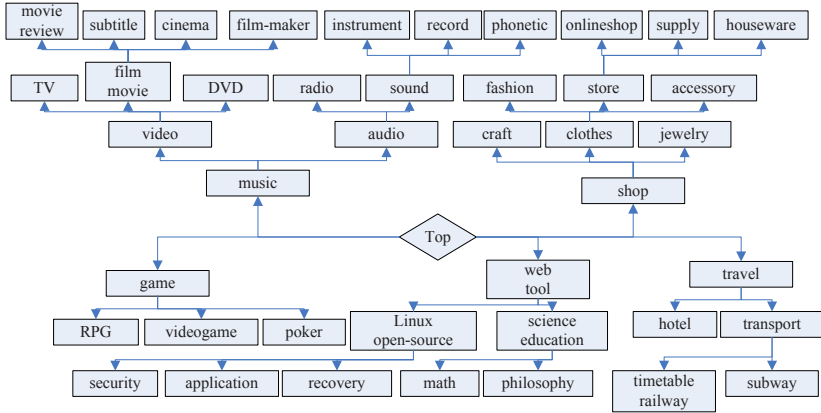 movie
review
subtitle
cinema
film-maker
instrument
record
phonetic
onlineshop
supply
houseware
TV
film
movie
DVD
radio
sound
fashion
store
accessory
video
audio
craft
clothes
jewelry
music
shop
Top
game
web
tool
travel
RPG
videogame
poker
Linux
open-source
science
education
hotel
transport
security
application
recovery
math
philosophy
timetable
railway
subway